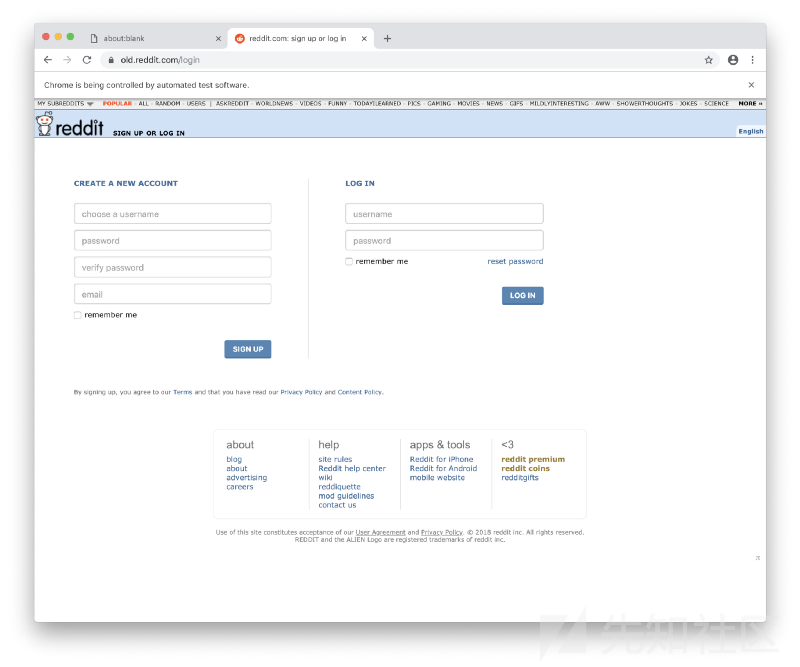 about:blank
reddit.com: sign up or log in
old.reddit.com/login
Chrome is being controlled by automated test software.
MY SUBREDDITS POPULAR - ALL - RANDOM - USERS | ASKREDDIT - WORLDNEWS - VIDEOS - FUNNY - TODAYILEARNED - PICS - GAMING - MOVIES - NEWS - GIFS - MILDLYINTERESTING - AWW - SHOWERTHOUGHTS - JOKES - SCIENCE MORE »
reddit SIGN UP OR LOG IN
English
CREATE A NEW ACCOUNT
choose a username
password
verify password
email
remember me
SIGN UP
LOG IN
username
password
remember me
reset password
LOG IN
By signing up, you agree to our Terms and that you have read our Privacy Policy and Content Policy.
about
blog
about
advertising
careers
help
site rules
Reddit help center
wiki
reddiquette
mod guidelines
contact us
apps & tools
Reddit for iPhone
Reddit for Android
mobile website
<3
reddit premium
reddit coins
redditgifts
Use of this site constitutes acceptance of our User Agreement and Privacy Policy. © 2018 reddit inc. All rights reserved.
REDDIT and the ALIEN Logo are registered trademarks of reddit inc.
π
先知社区